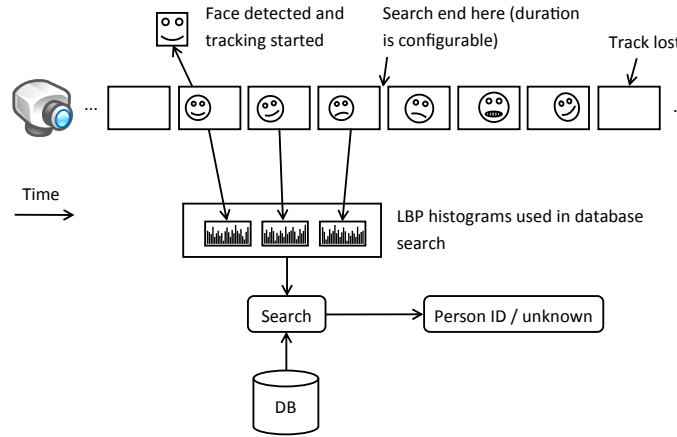 Face detected and
tracking started
Search end here (duration
is configurable)
Track lost
...
Time
LBP histograms used in database
search
Search
Person ID / unknown
DB